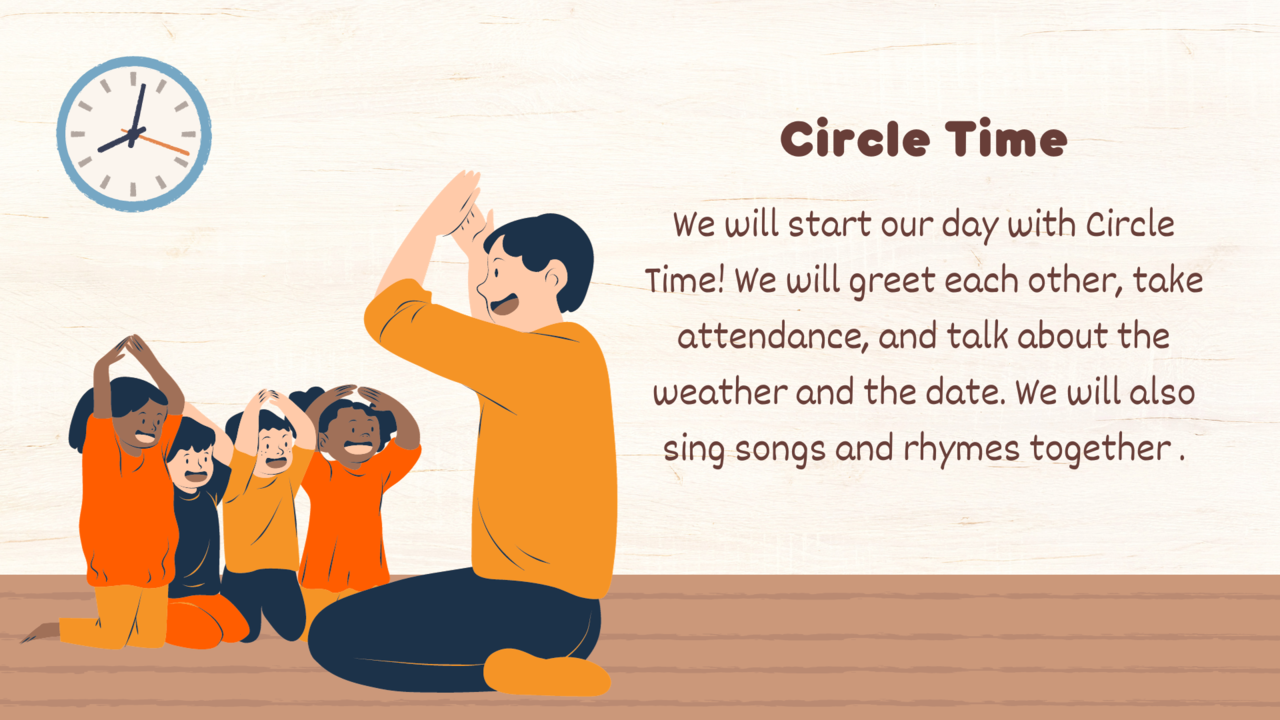 Circle Time
We will start our day with Circle
Time! We will greet each other, take
attendance, and talk about the
weather and the date. We will also
sing songs and rhymes together .